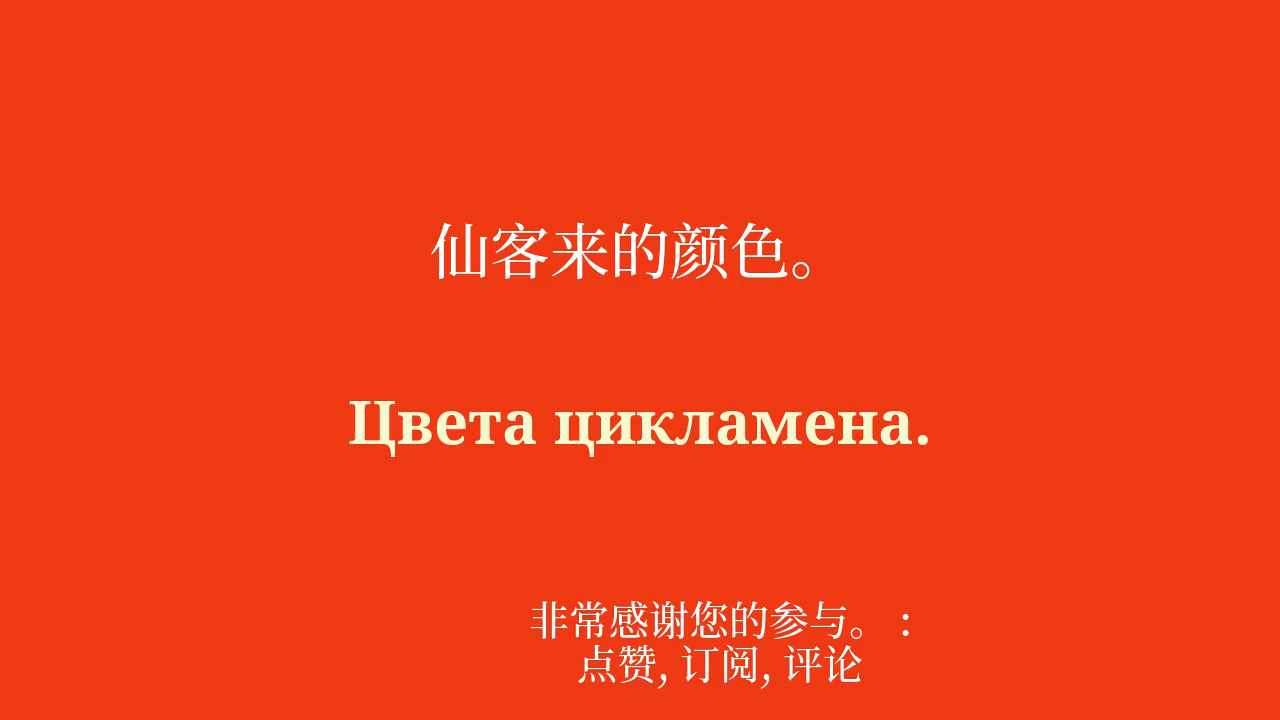 仙客来的颜色。
Цвета цикламена.
非常感谢您的参与。 :
点赞, 订阅, 评论